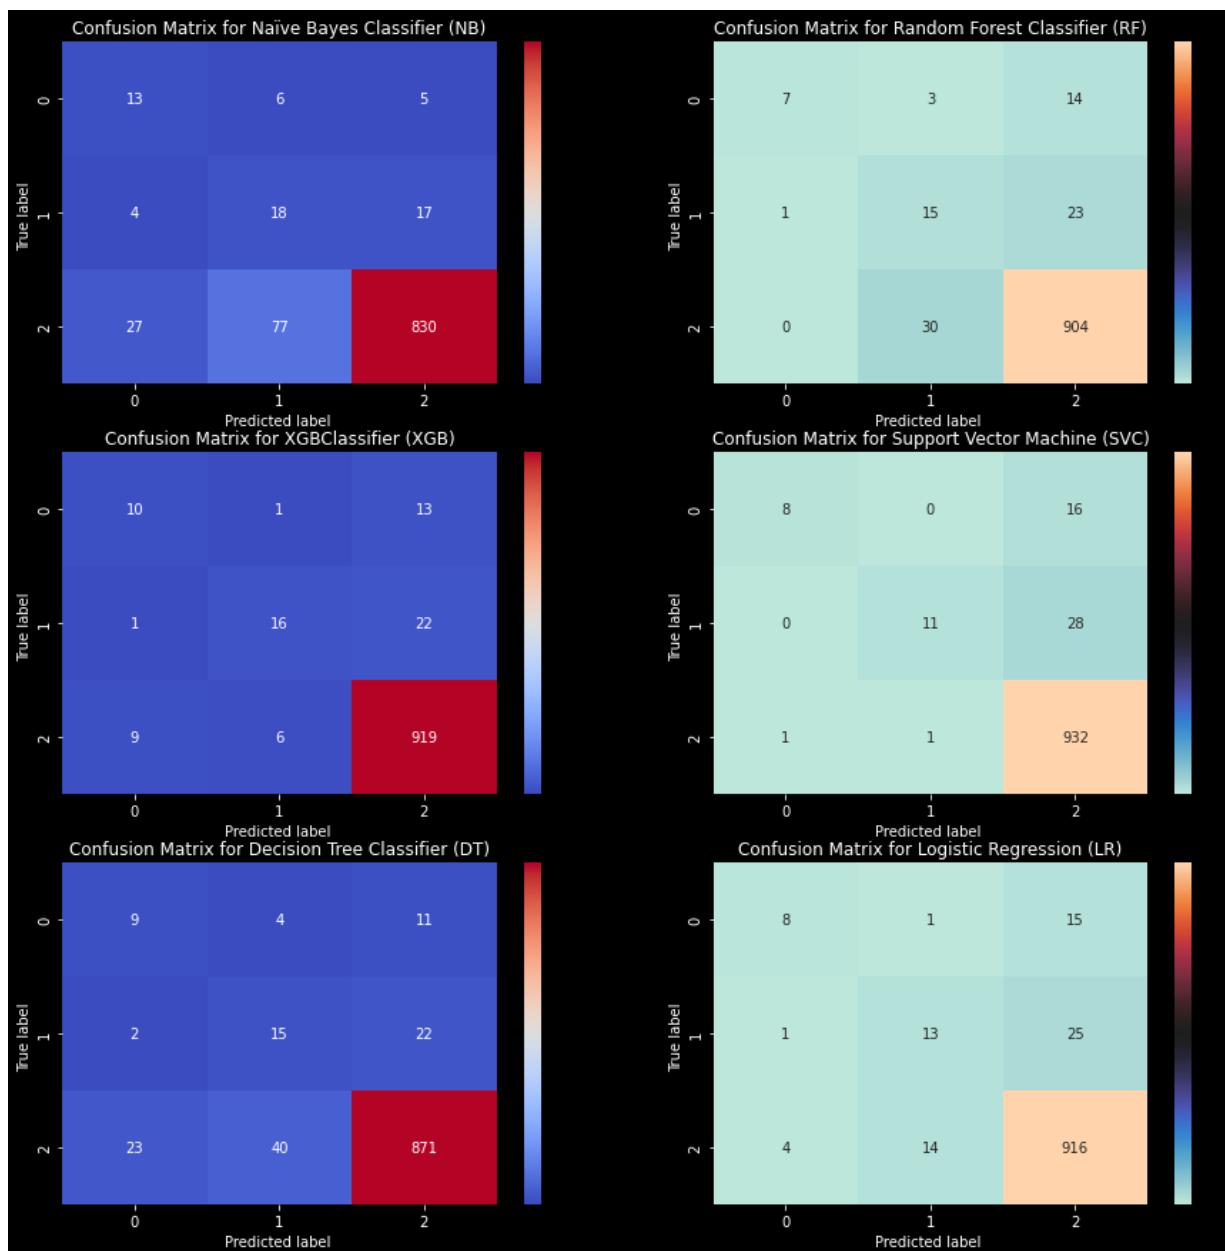 Confusion Matrix for Naïve Bayes Classifier (NB)
True label
0
13 6 5
1
4 18 17
2
27 77 830
0 1 2
Predicted label
Confusion Matrix for Random Forest Classifier (RF)
True label
0
7 3 14
1
1 15 23
2
0 30 904
0 1 2
Predicted label
Confusion Matrix for XGBClassifier (XGB)
True label
0
10 1 13
1
1 16 22
2
9 6 919
0 1 2
Predicted label
Confusion Matrix for Support Vector Machine (SVC)
True label
0
8 0 16
1
0 11 28
2
1 1 932
0 1 2
Predicted label
Confusion Matrix for Decision Tree Classifier (DT)
True label
0
9 4 11
1
2 15 22
2
23 40 871
0 1 2
Predicted label
Confusion Matrix for Logistic Regression (LR)
True label
0
8 1 15
1
1 13 25
2
4 14 916
0 1 2
Predicted label